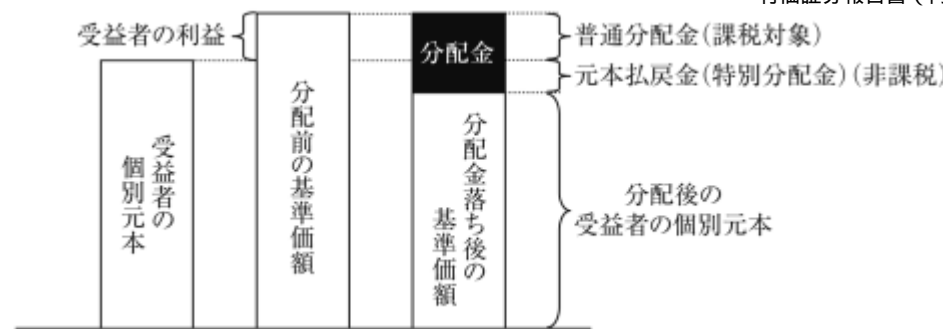 受益者の利益
受益者の
個別元本
分配前の基準価額
分配金
分配金落ち後の
基準価額
普通分配金(課税対象)
元本払戻金(特別分配金)(非課税)
分配後の
受益者の個別元本